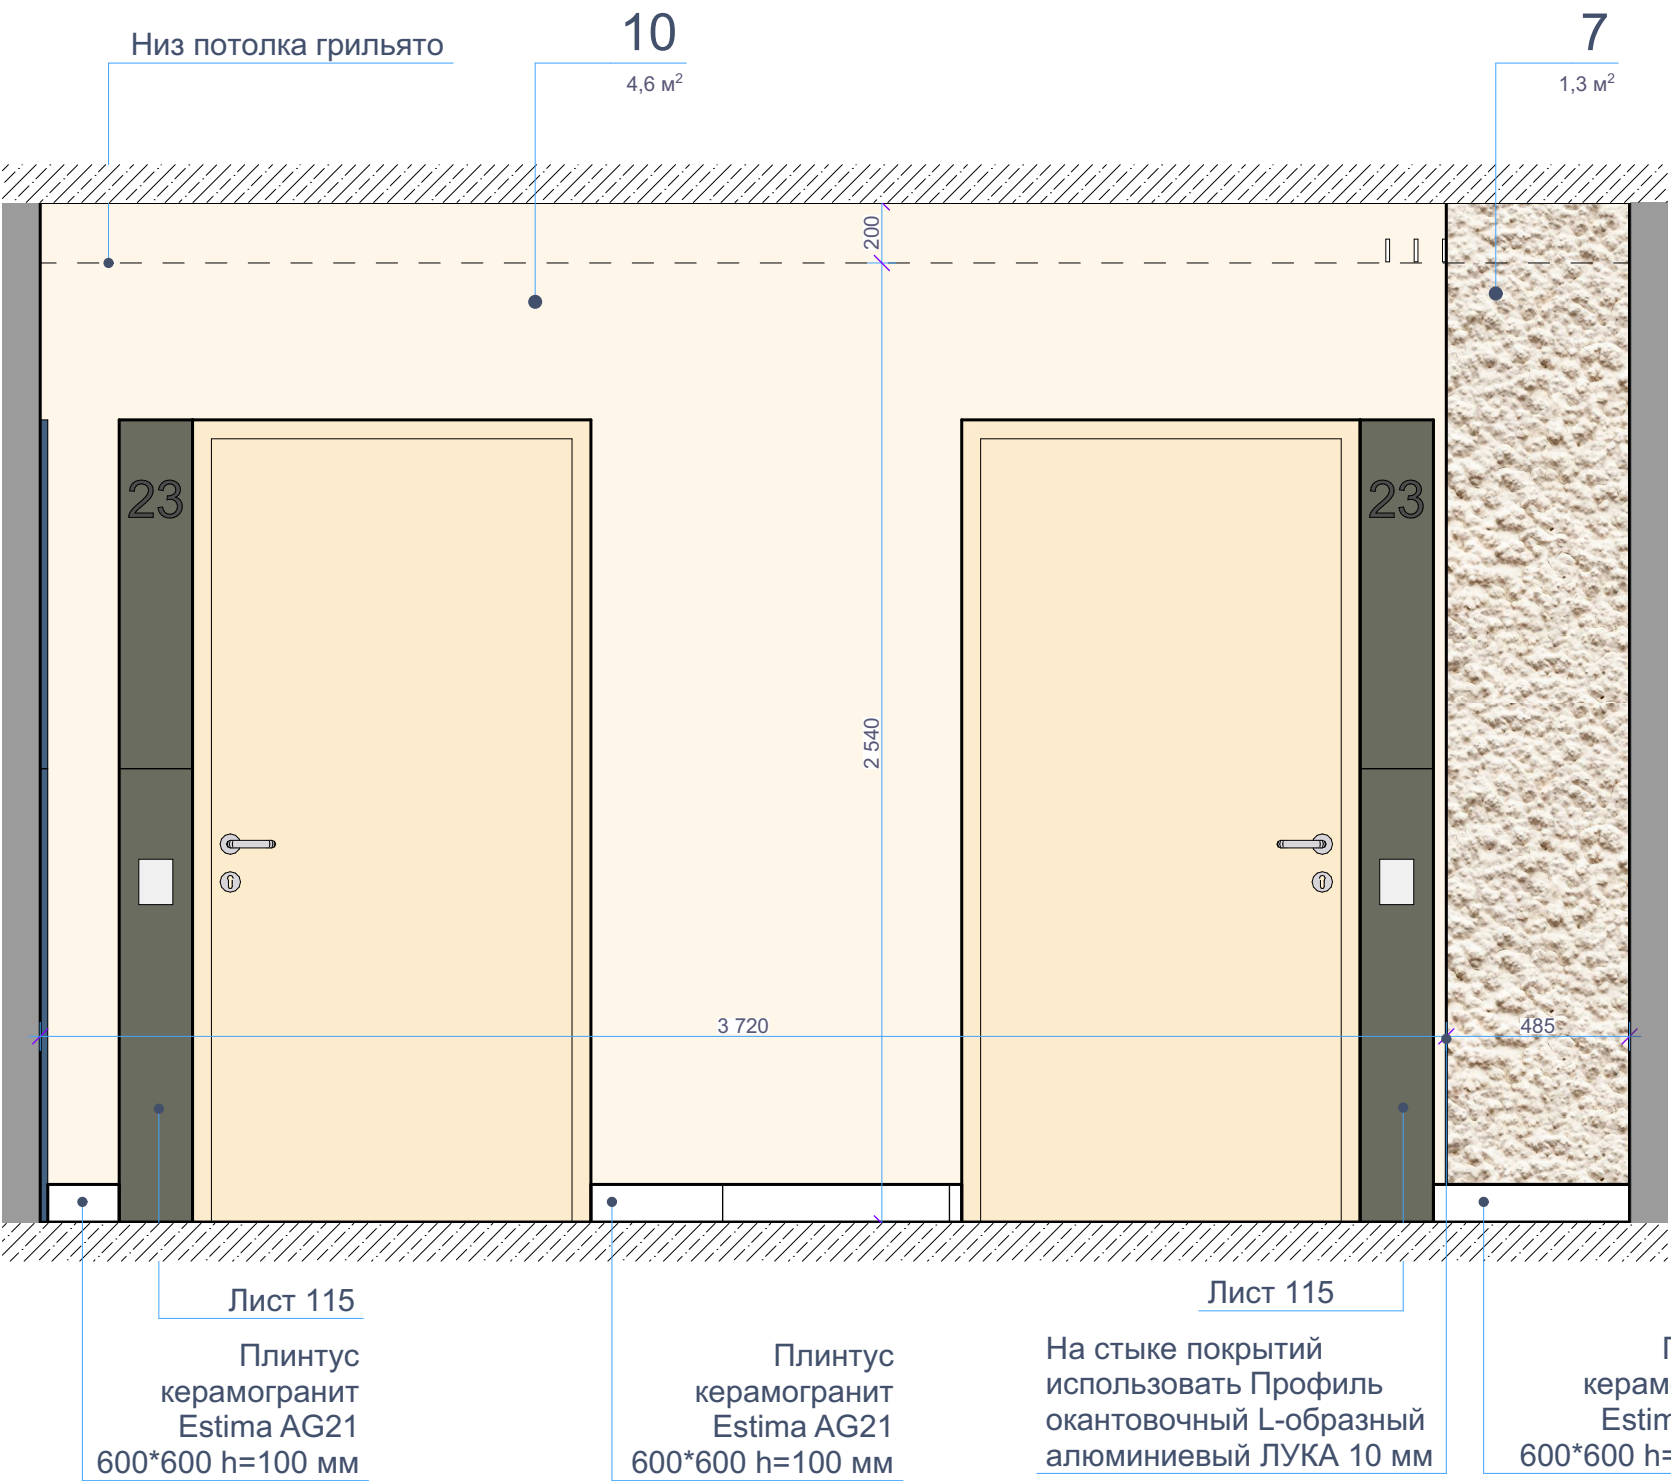 Низ потолка грильято
10
4,6 м²
7
1,3 м²
200
23
23
2 540
3 720
485
Лист 115
Лист 115
Плинтус
керамогранит
Estima AG21
600*600 h=100 мм
Плинтус
керамогранит
Estima AG21
600*600 h=100 мм
На стыке покрытий
использовать Профиль
окантовочный L-образный
алюминиевый ЛУКА 10 мм
600*600 h=